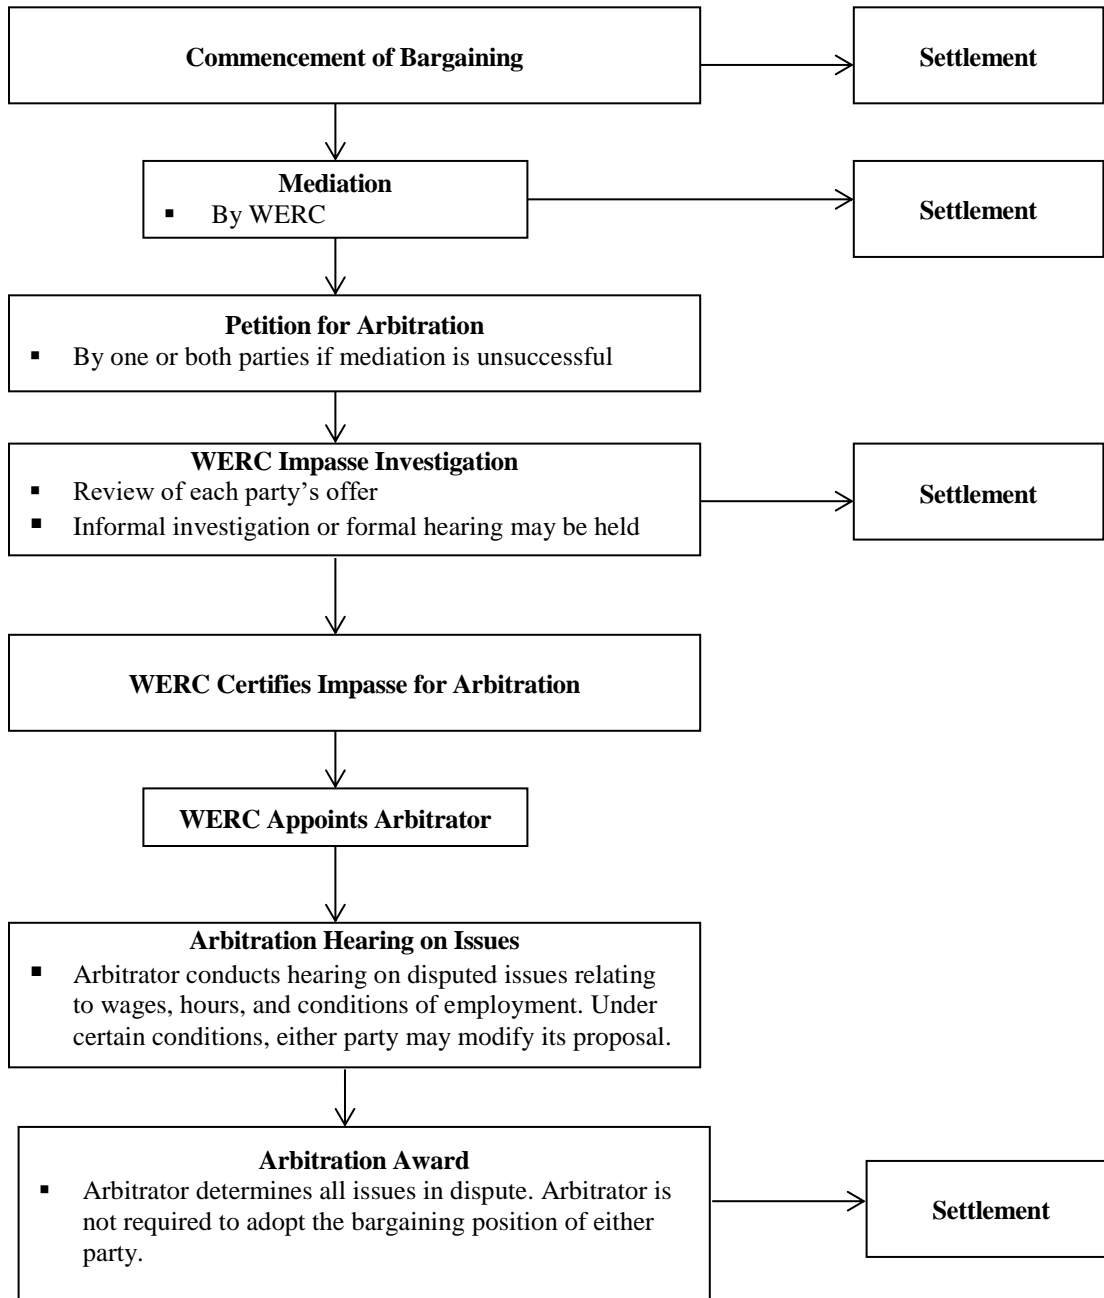 Commencement of Bargaining
Settlement
Mediation
▪ By WERC
Settlement
Petition for Arbitration
▪ By one or both parties if mediation is unsuccessful
WERC Impasse Investigation
▪ Review of each party’s offer
▪ Informal investigation or formal hearing may be held
Settlement
WERC Certifies Impasse for Arbitration
WERC Appoints Arbitrator
Arbitration Hearing on Issues
▪ Arbitrator conducts hearing on disputed issues relating
to wages, hours, and conditions of employment. Under
certain conditions, either party may modify its proposal.
Arbitration Award
▪ Arbitrator determines all issues in dispute. Arbitrator is
not required to adopt the bargaining position of either
party.
Settlement